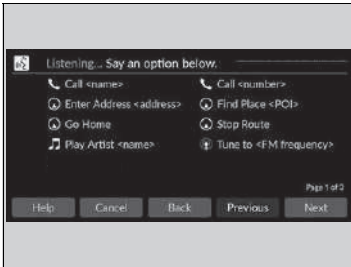 Listening... Say an option below.
Call <name>
Call <number>
Enter Address <address>
Find Place <POI>
Go Home
Stop Route
Play Artist <name>
Tune to <FM frequency>
Page 1 of 2
Help
Cancel
Back
Previous
Next